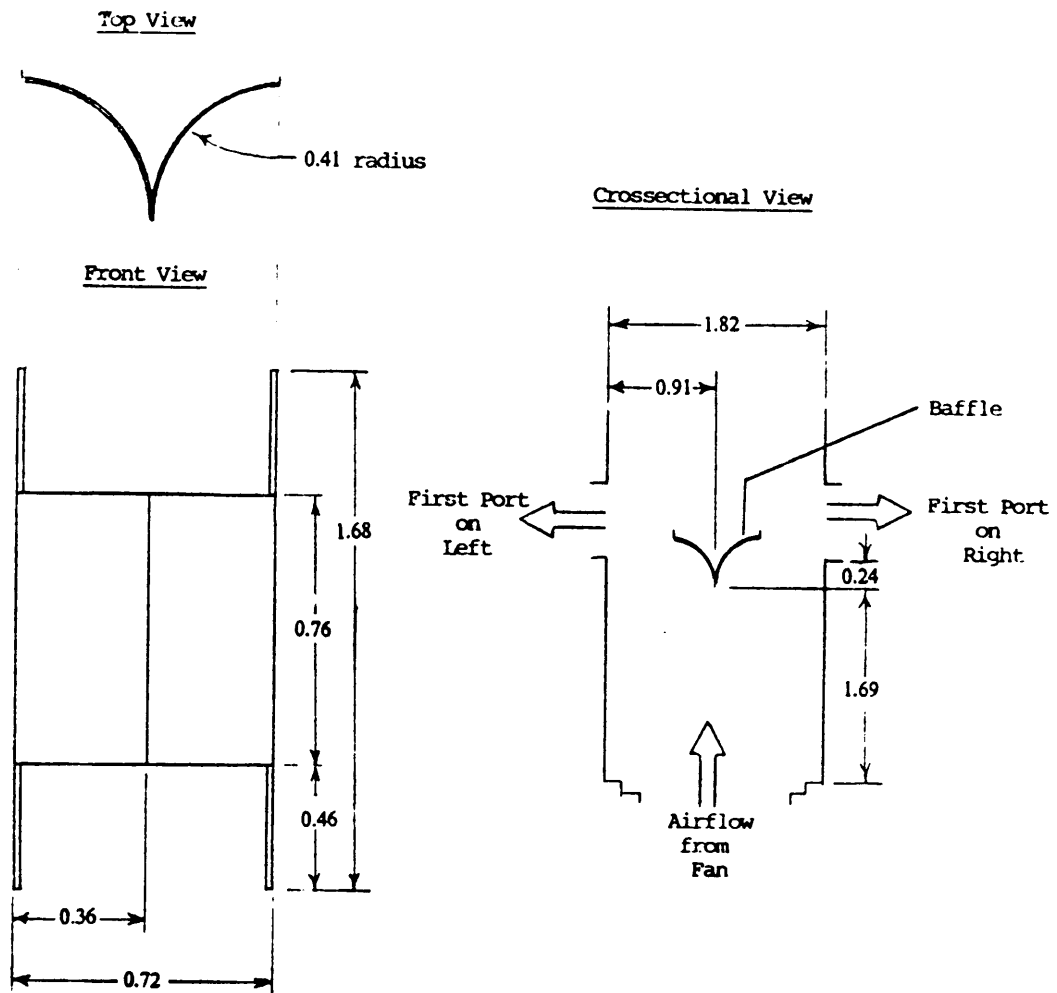 Top View
0.41 radius
Crossectional View
Front View
1.82
0.91
Baffle
First Port
on
Left
First Port
on
Right
0.24
1.68
0.76
1.69
0.46
Airflow
from
Fan
0.36
0.72